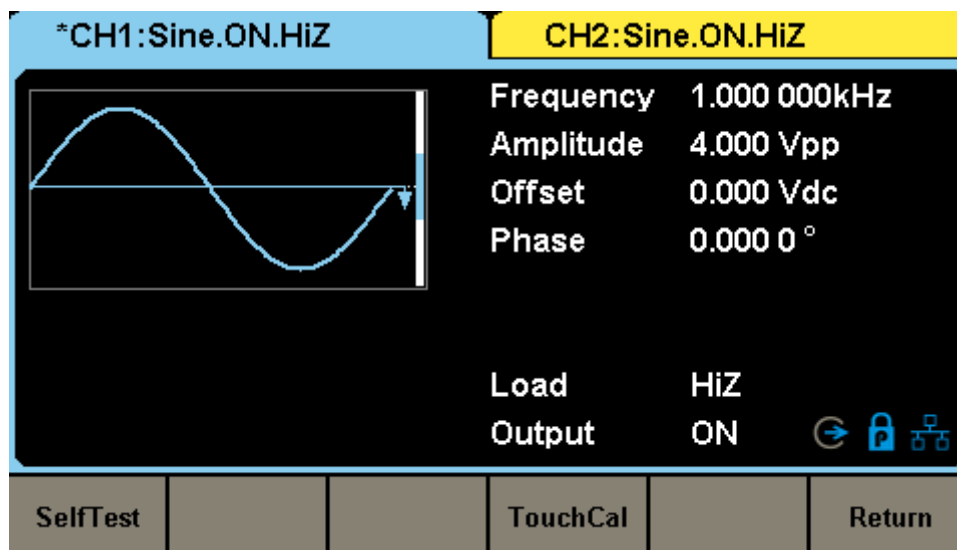 *CH1:Sine.ON.HiZ CH2:Sine.ON.HiZ
Frequency 1.000 000kHz
Amplitude 4.000 Vpp
Offset 0.000 Vdc
Phase 0.000 0 °
Load HiZ
Output ON P
SelfTest TouchCal Return